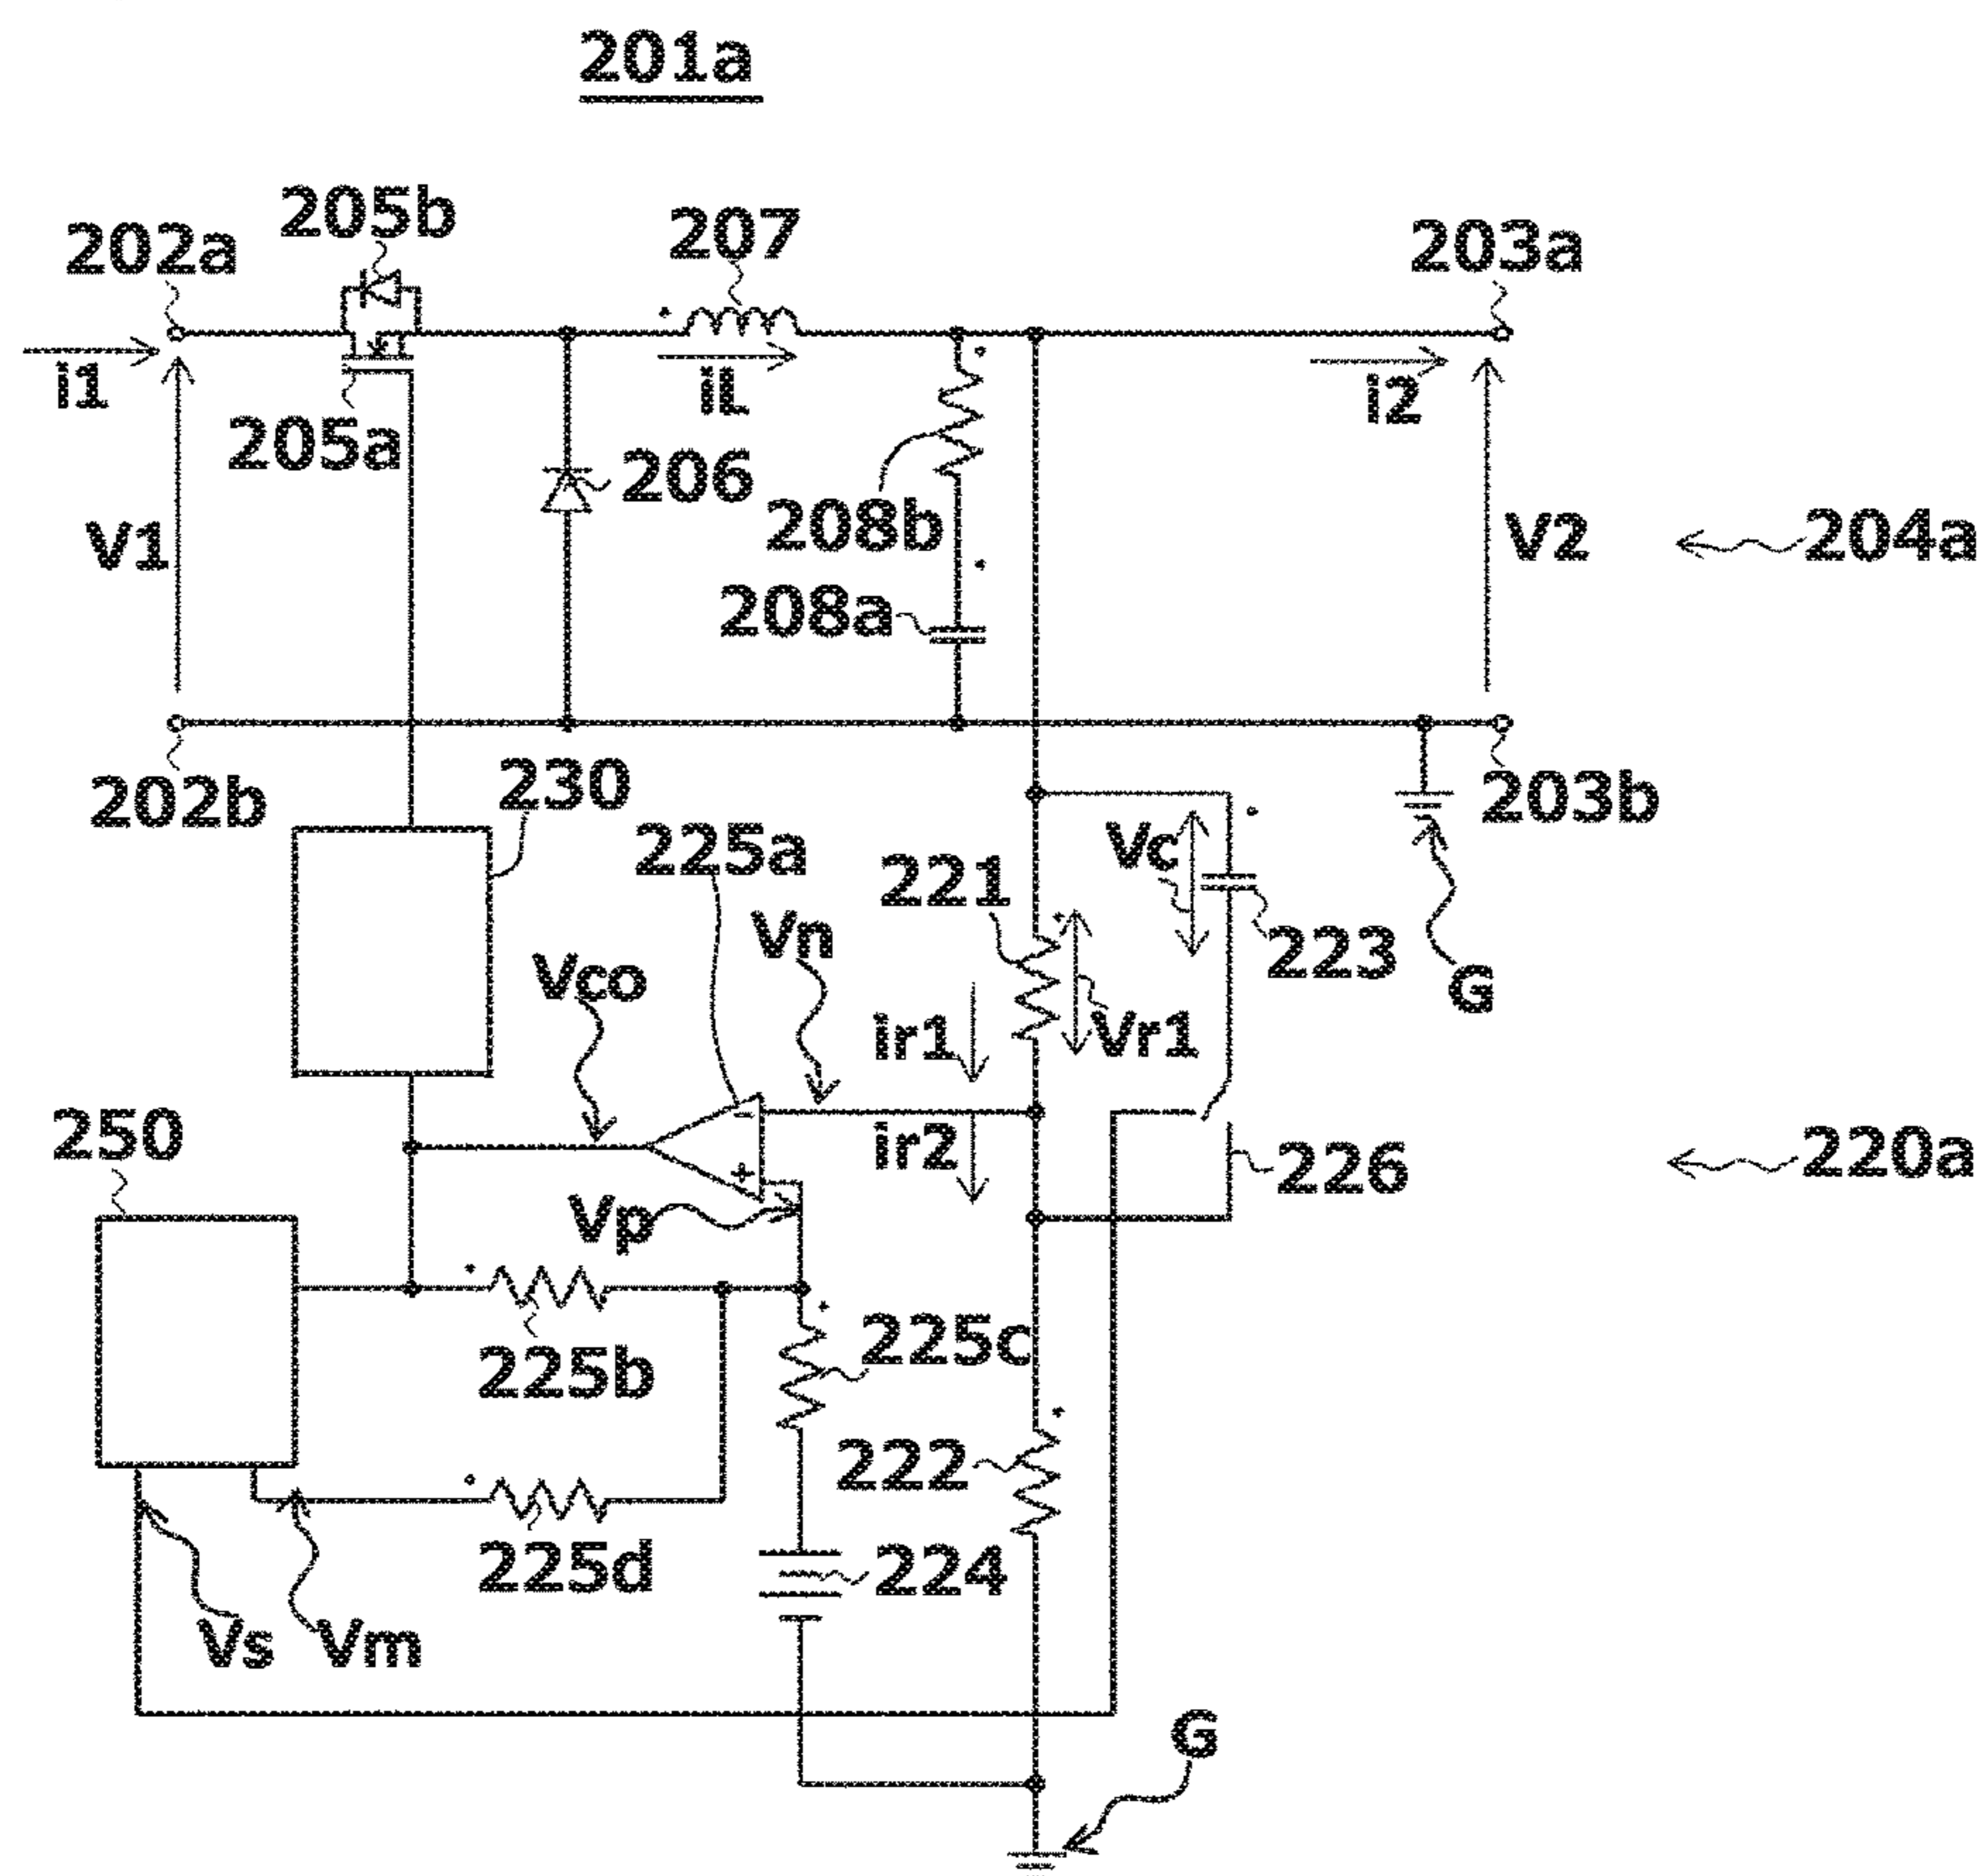 201a
202a
205b
207
203a
i1
205a
iL
i2
206
V1
208b
V2
204a
208a
202b
230
203b
225a
Vc
221
Vn
223
Vco
G
ir1
Vr1
250
-
ir2
226
220a
+
Vp
225c
225b
222
225d
224
Vs
Vm
G